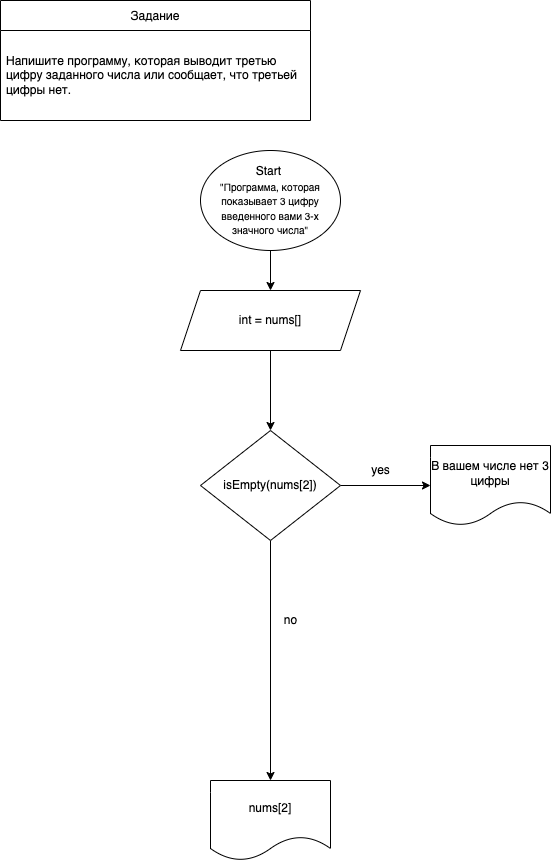 Задание
Напишите программу, которая выводит третью
цифру заданного числа или сообщает, что третьей
цифры нет.
Start
"Программа, которая
показывает 3 цифру
введенного вами 3-х
значного числа"
int = nums[]
isEmpty(nums[2])
yes
В вашем числе нет 3
цифры
no
nums[2]